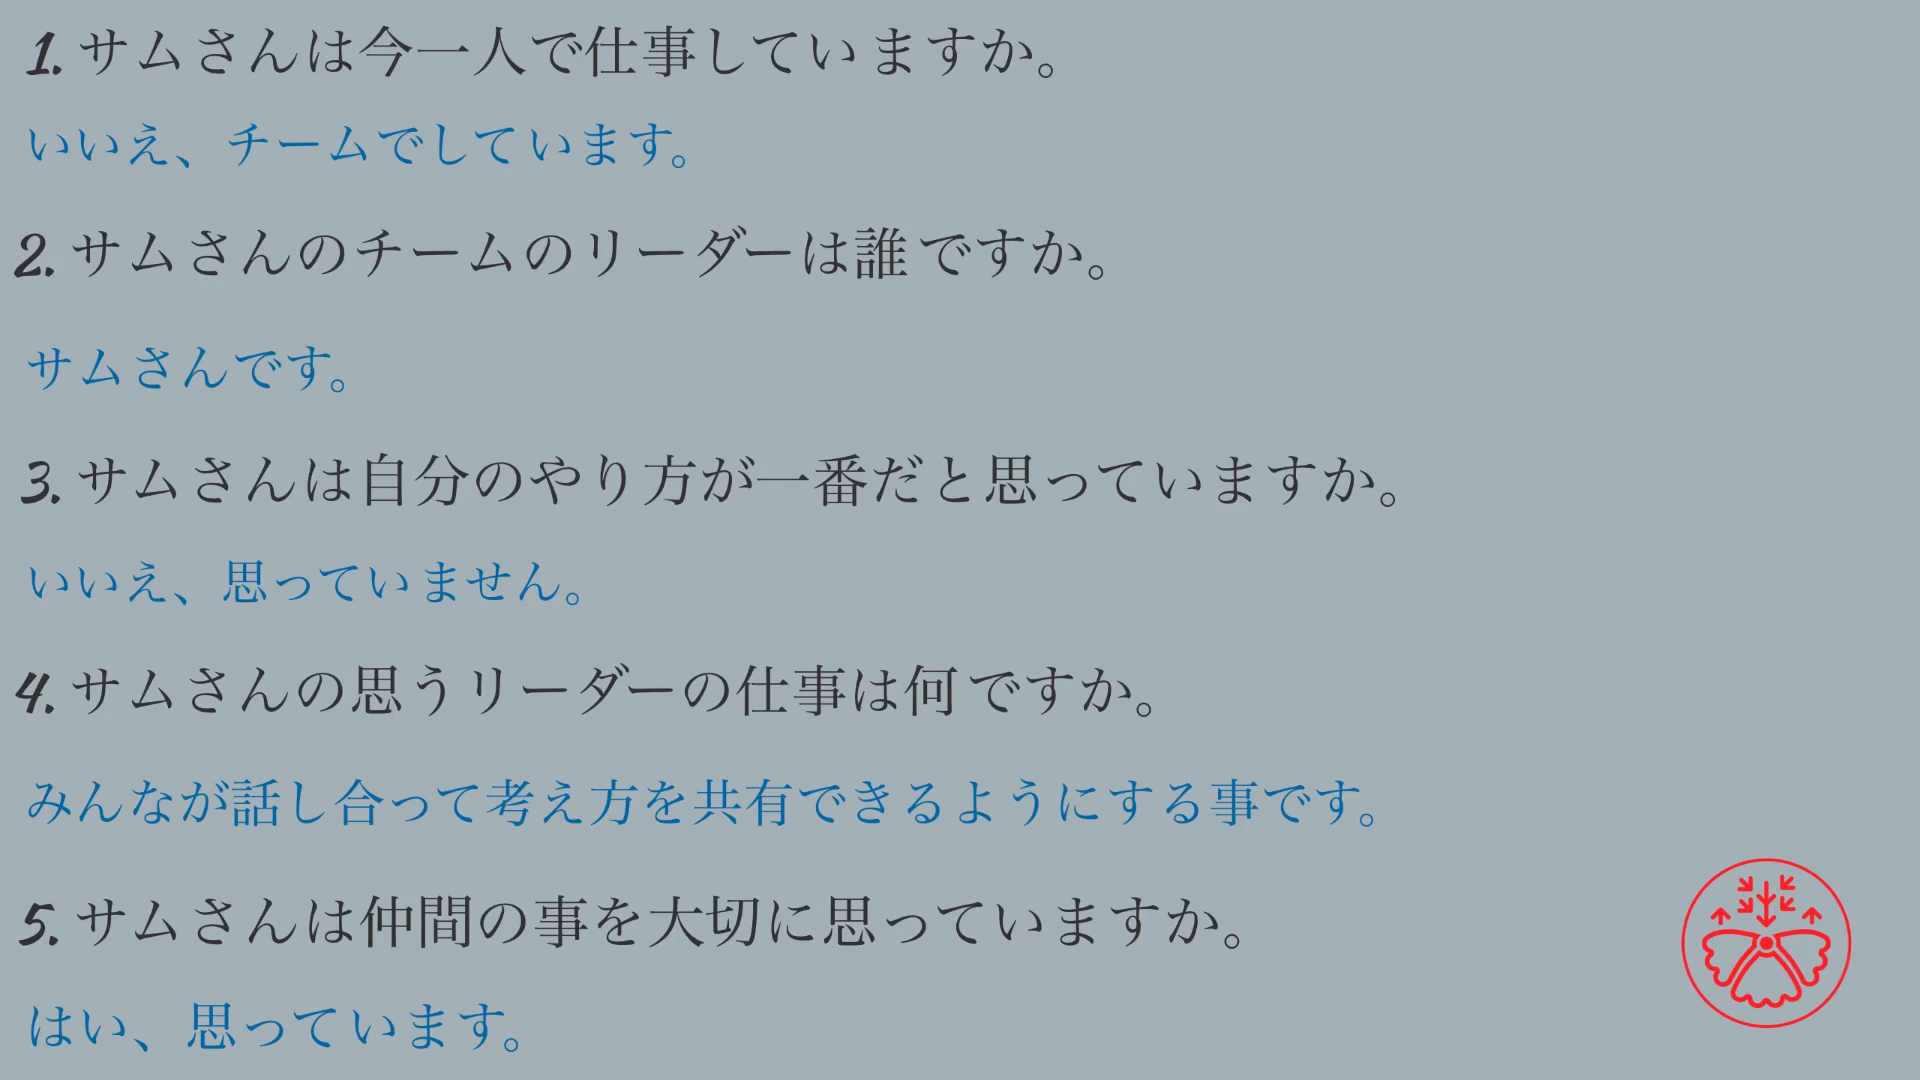 1. サムさんは今一人で仕事していますか。
いいえ、チームでしています。
2. サムさんのチームのリーダーは誰ですか。
サムさんです。
3. サムさんは自分のやり方が一番だと思っていますか。
いいえ、思っていません。
4. サムさんの思うリーダーの仕事は何ですか。
みんなが話し合って考え方を共有できるようにする事です。
5. サムさんは仲間の事を大切に思っていますか。
はい、思っています。